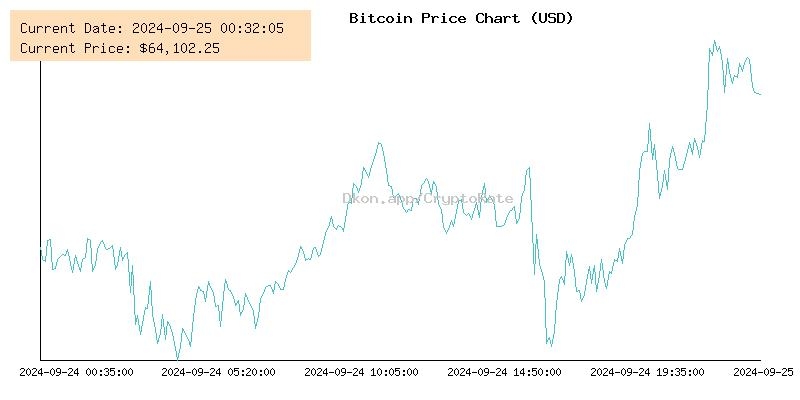 Bitcoin Price Chart (USD)
Current Date: 2024-09-25 00:32:05
Current Price: $64,102.25
Dkon.app/CryptoRate
2024-09-24 00:35:00 2024-09-24 05:20:00 2024-09-24 10:05:00 2024-09-24 14:50:00 2024-09-24 19:35:00 2024-09-25